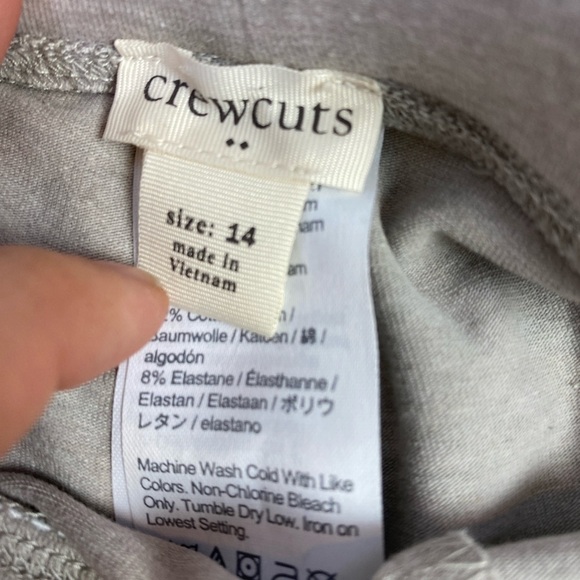 crewcuts
size: 14
made in
Vietnam
Baumwolle / Katoen / 綿 /
algodón
8% Elastane / Élasthanne /
Elastan / Elastaan / ポリウ
レタン / elastano
Machine Wash Cold With Like
Colors. Non-Chlorine Bleach
Only. Tumble Dry Low. Iron on
Lowest Setting.